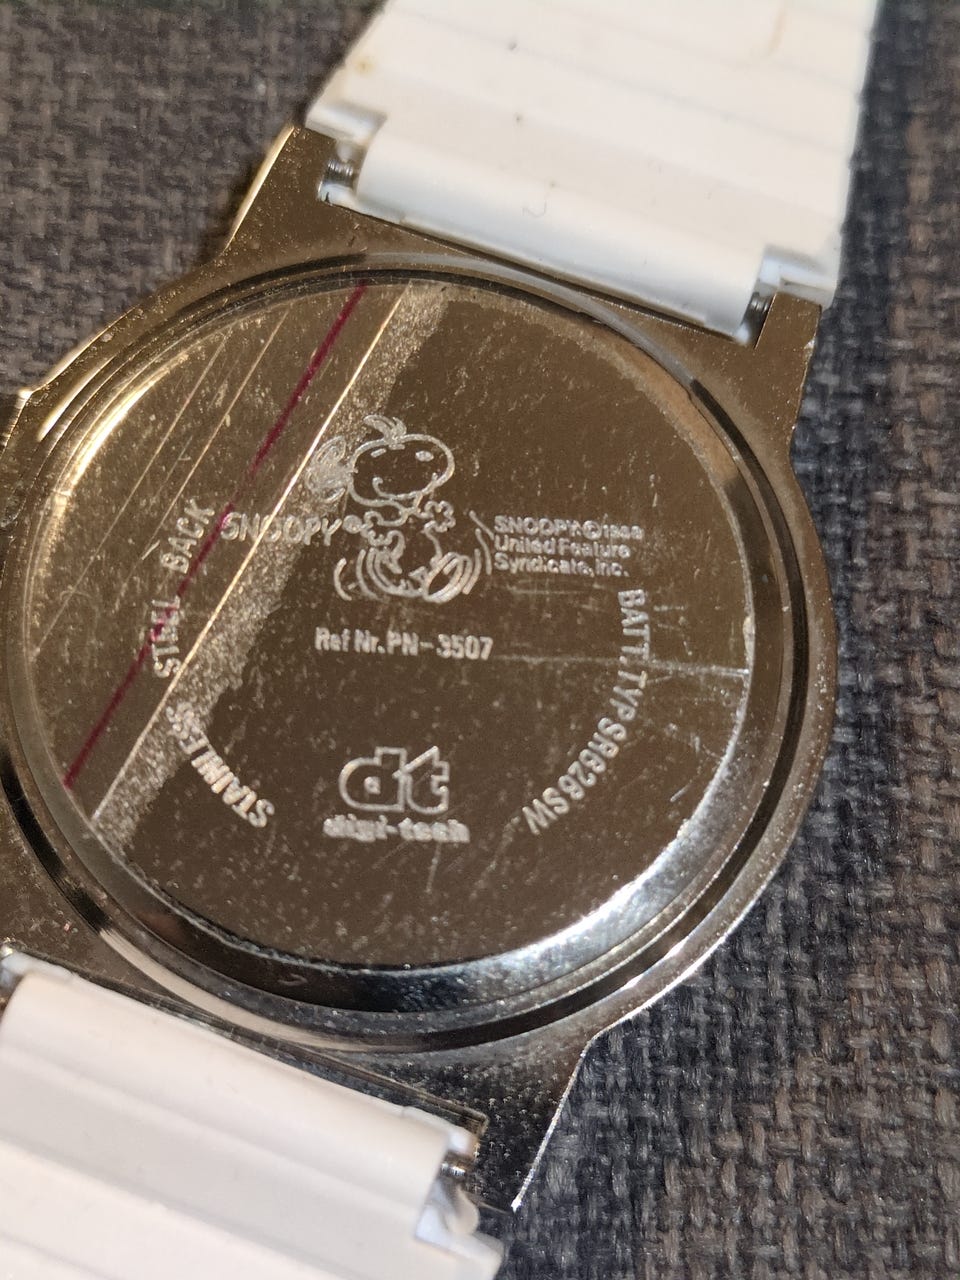 SNOOPY®
SNOOPY:©1958
United Feature
Syndicate, Inc.
Ref Nr. PN-3507
dt
digi-tech
STAINLESS STEEL BACK
BATT. TYP SR626SW